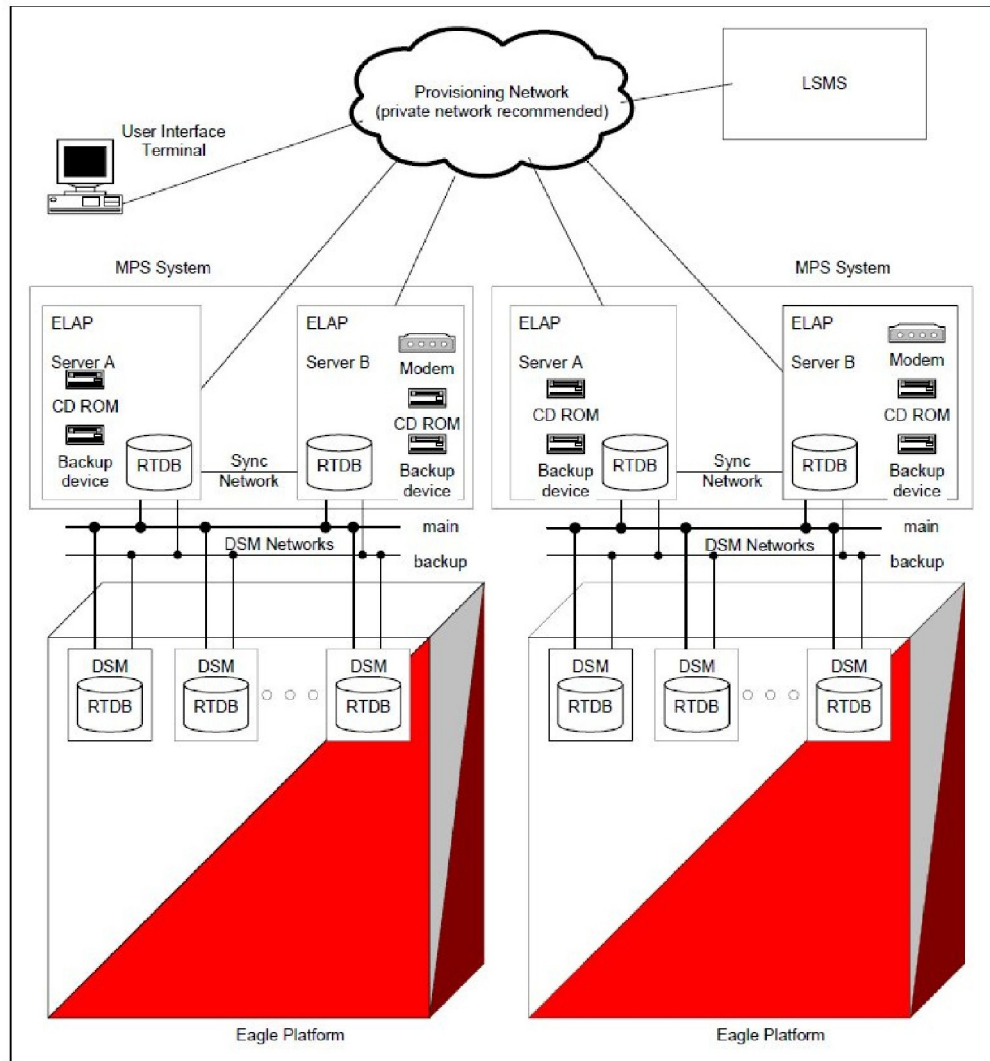 Provisioning Network
(private network recommended)
LSMS
User Interface
Terminal
MPS System
ELAP
Server A
CD ROM
Backup
device
RTDB
Sync
Network
ELAP
Server B
Modem
CD ROM
Backup
device
RTDB
main
DSM Networks
backup
DSM
RTDB
DSM
RTDB
DSM
RTDB
Eagle Platform
MPS System
ELAP
Server A
CD ROM
Backup
device
RTDB
Sync
Network
ELAP
Server B
Modem
CD ROM
Backup
device
RTDB
main
DSM Networks
backup
DSM
RTDB
DSM
RTDB
DSM
RTDB
Eagle Platform